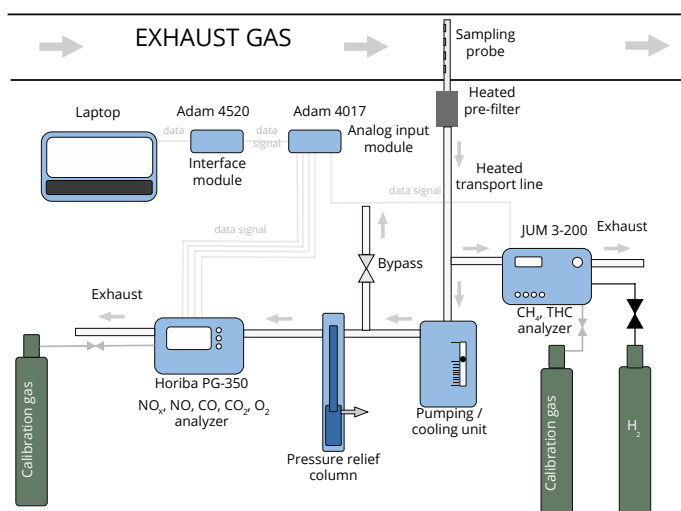 EXHAUST GAS
Sampling
probe
Heated
pre-filter
Laptop
Adam 4520
Adam 4017
data
data
signal
Analog input
module
Interface
module
Heated
transport line
data signal
data signal
JUM 3-200
Exhaust
Bypass
Exhaust
CH₄, THC
analyzer
Horiba PG-350
NOₓ, NO, CO, CO₂, O₂
analyzer
Pumping /
cooling unit
Pressure relief
column
Calibration gas
Calibration gas
H₂